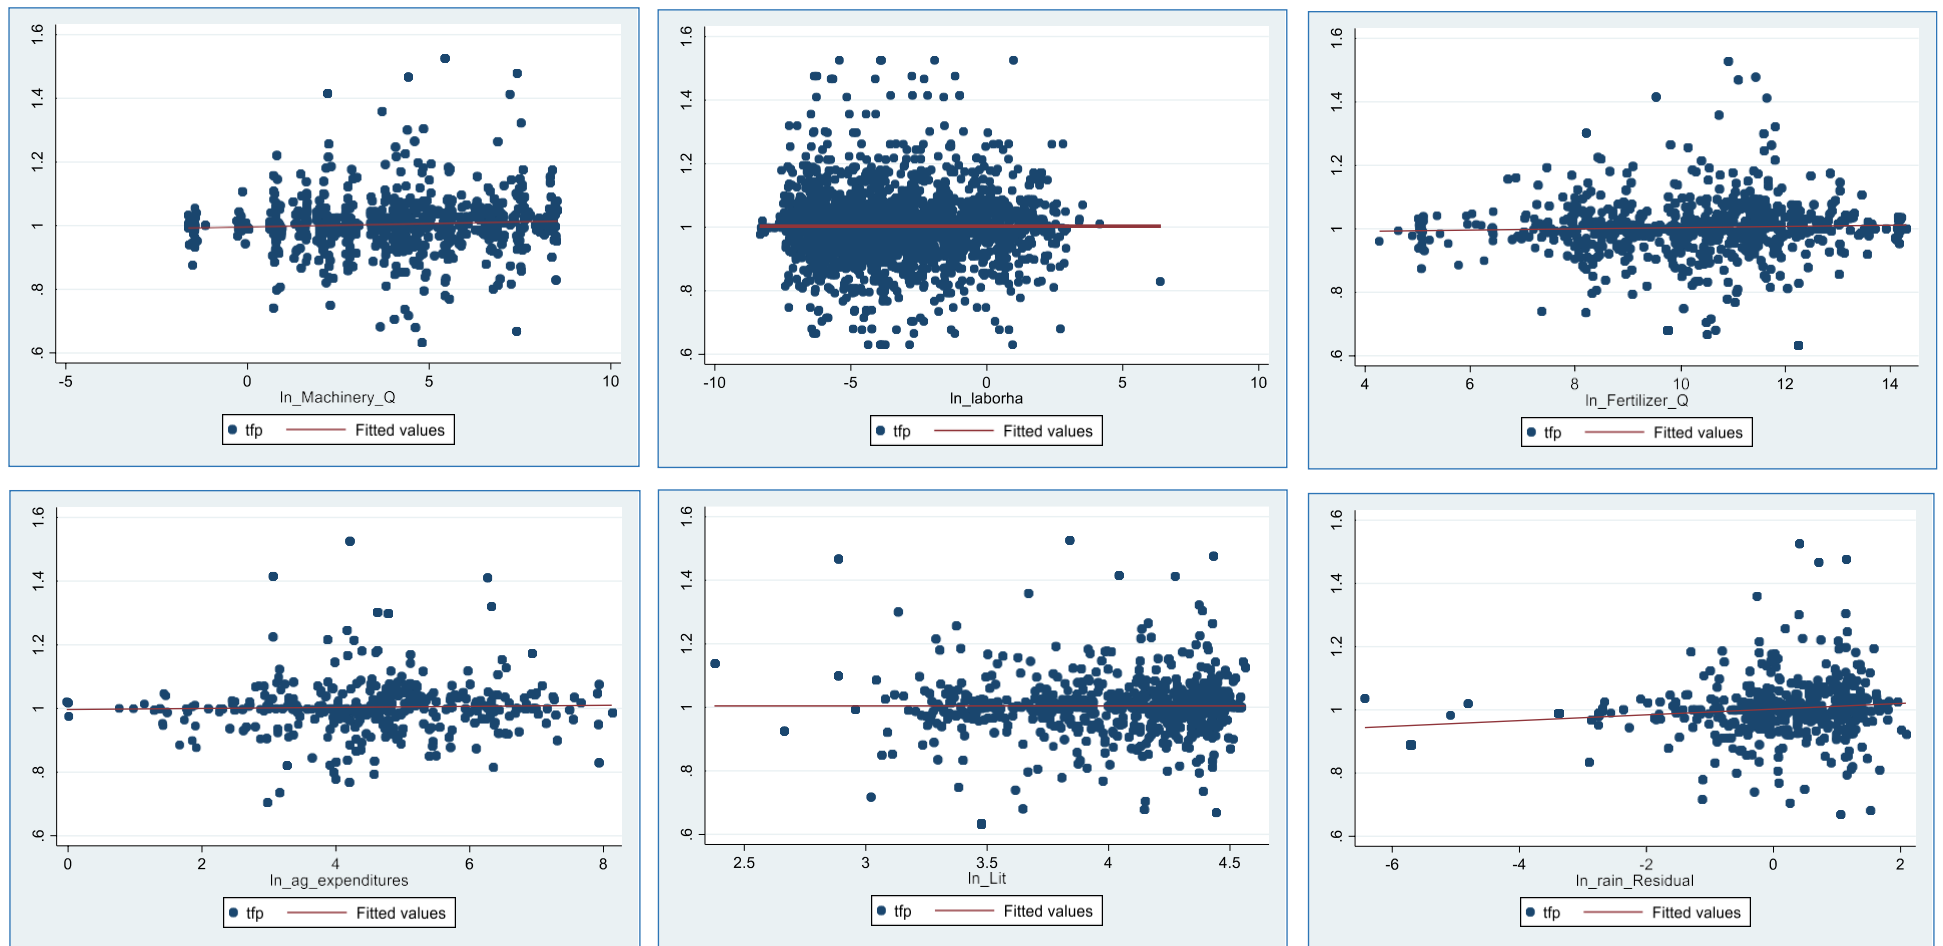 1.6
1.4
1.2
1
.8
.6
-5 0 5 10
ln_Machinery_Q
tfp Fitted values
1.6
1.4
1.2
1
.8
.6
-10 -5 0 5 10
ln_laborha
tfp Fitted values
1.6
1.4
1.2
1
.8
.6
4 6 8 10 12 14
ln_Fertilizer_Q
tfp Fitted values
1.6
1.4
1.2
1
.8
.6
0 2 4 6 8
ln_ag_expenditures
tfp Fitted values
1.6
1.4
1.2
1
.8
.6
2.5 3 3.5 4 4.5
ln_Lit
tfp Fitted values
1.6
1.4
1.2
1
.8
.6
-6 -4 -2 0 2
ln_rain_Residual
tfp Fitted values